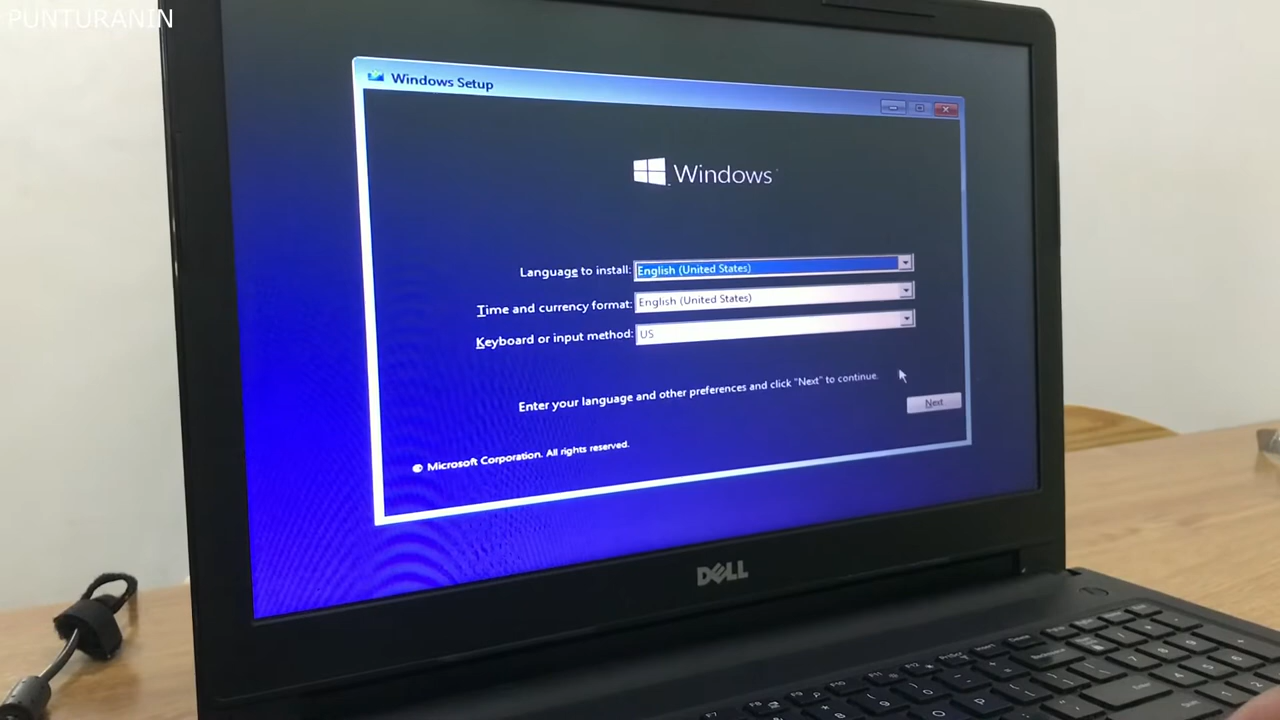 PUNTURANIN
Windows Setup
Windows
Language to install: English (United States)
Time and currency format: English (United States)
Keyboard or input method: US
Enter your language and other preferences and click "Next" to continue.
Next
© Microsoft Corporation. All rights reserved.
DELL